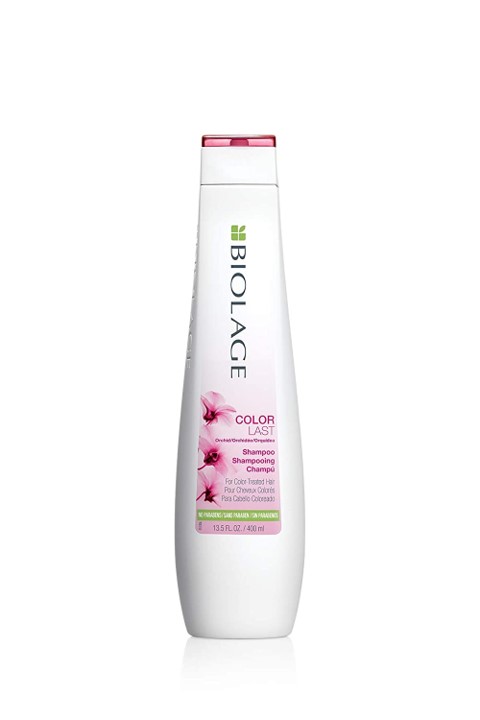 BIOLAGE
COLOR
LAST
Orchid/Orchidée/Orquídea
Shampoo
Shampooing
Champú
For Color-Treated Hair
Pour Cheveux Colorés
Para Cabello Coloreado
NO PARABENS/SANS PARABEN/SIN PARABENOS
13.5 FL. OZ. / 400 ml